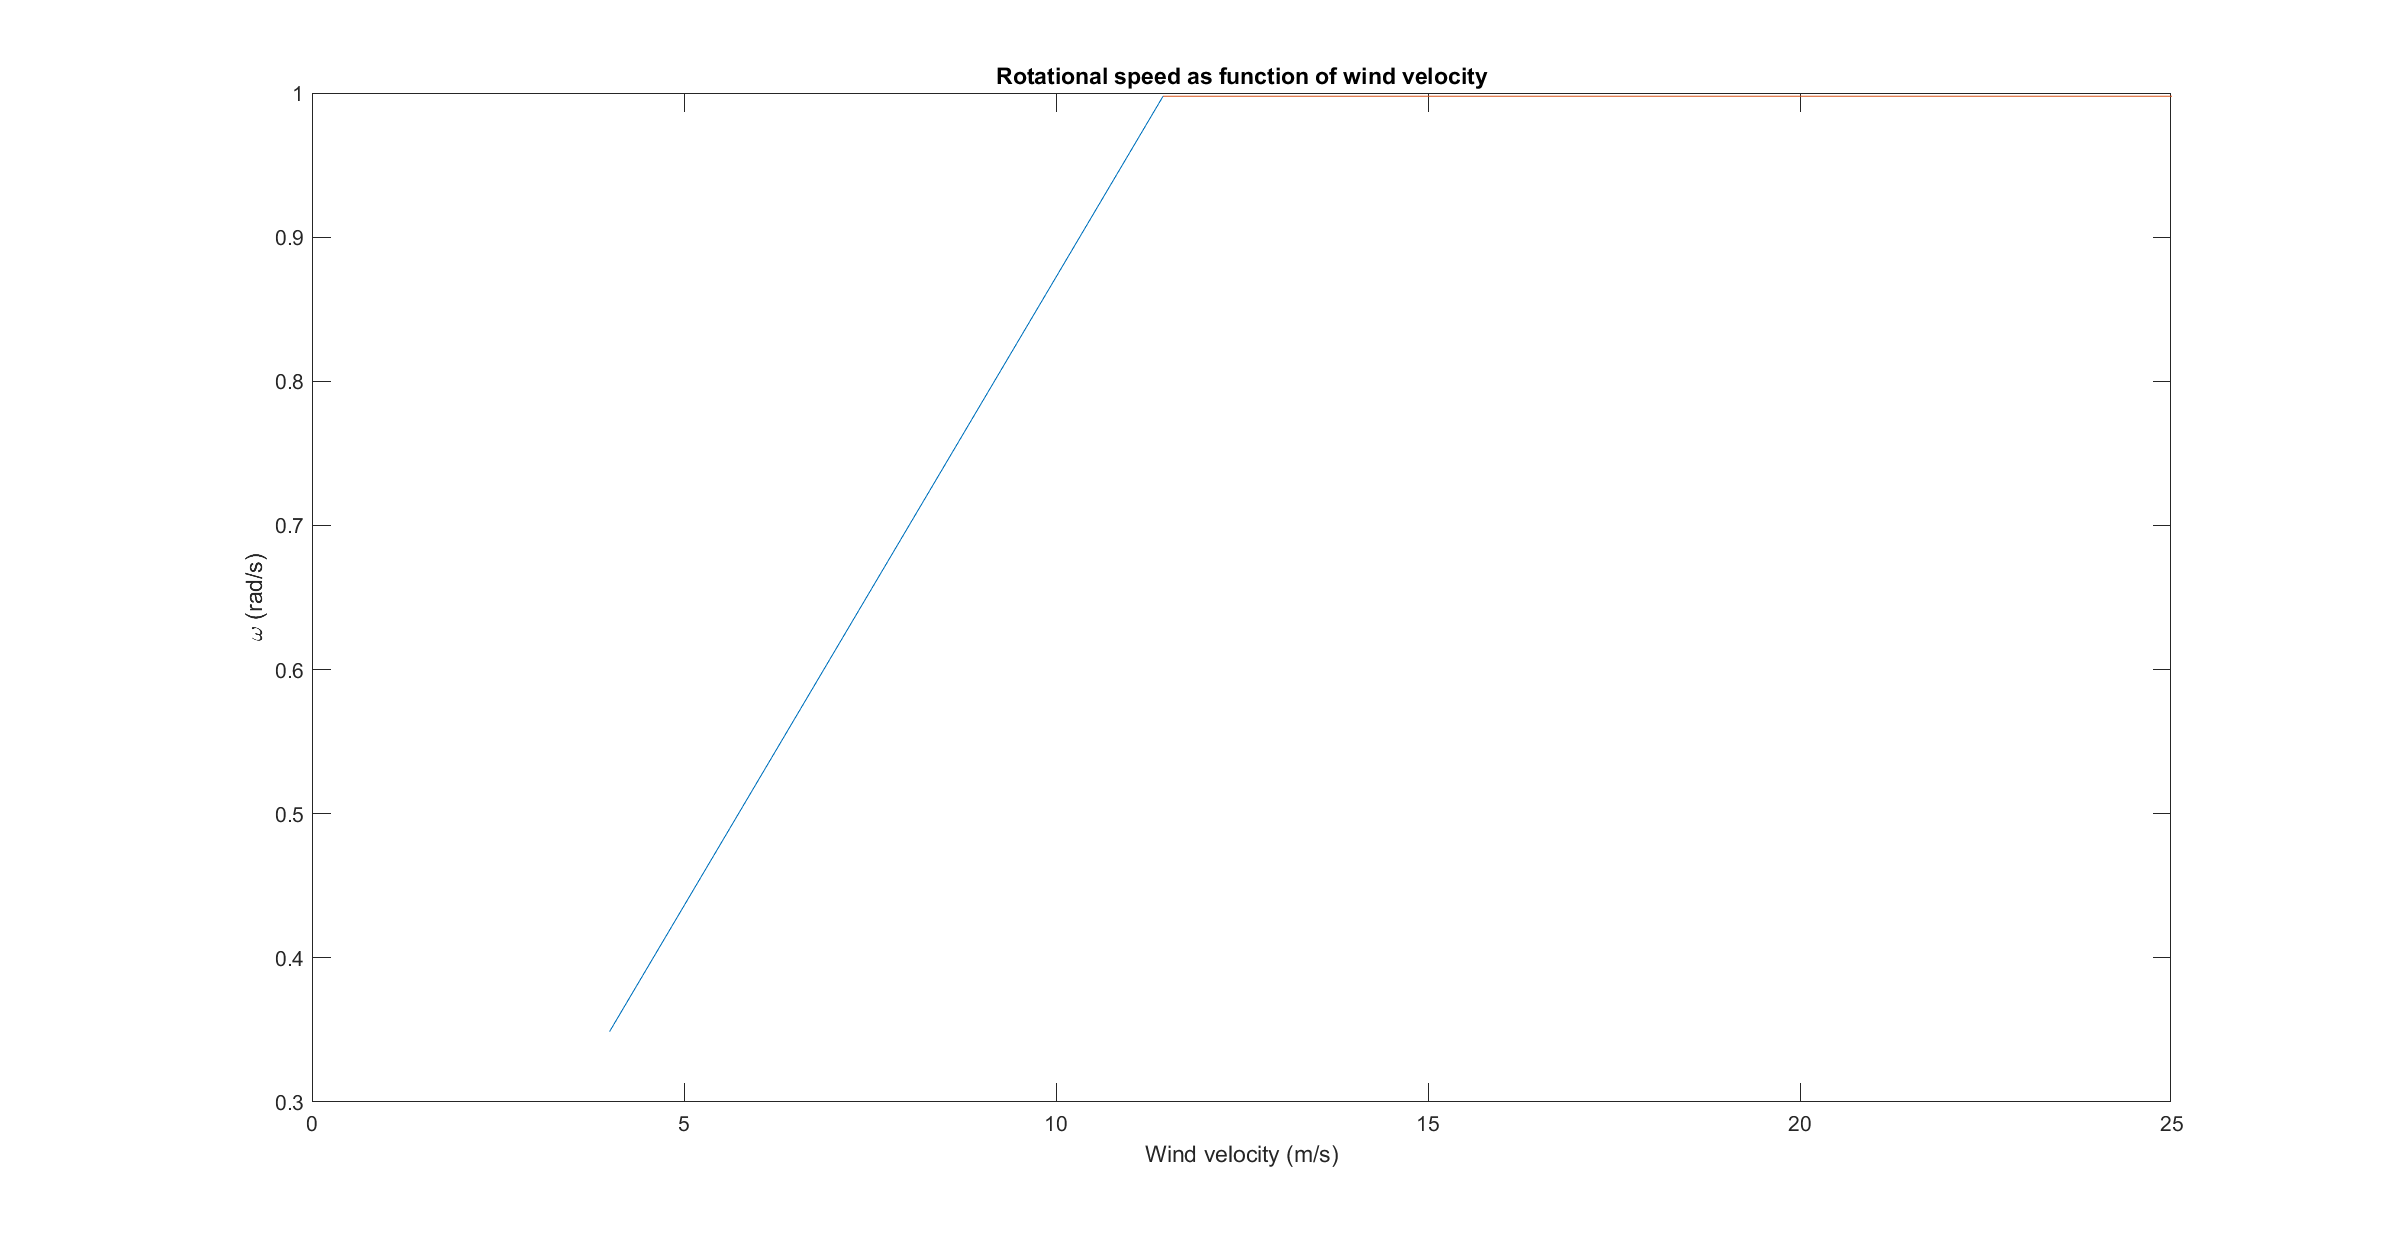 Rotational speed as function of wind velocity
1
0.9
0.8
0.7
0.6
0.5
0.4
0.3
ω (rad/s)
0 5 10 15 20 25
Wind velocity (m/s)